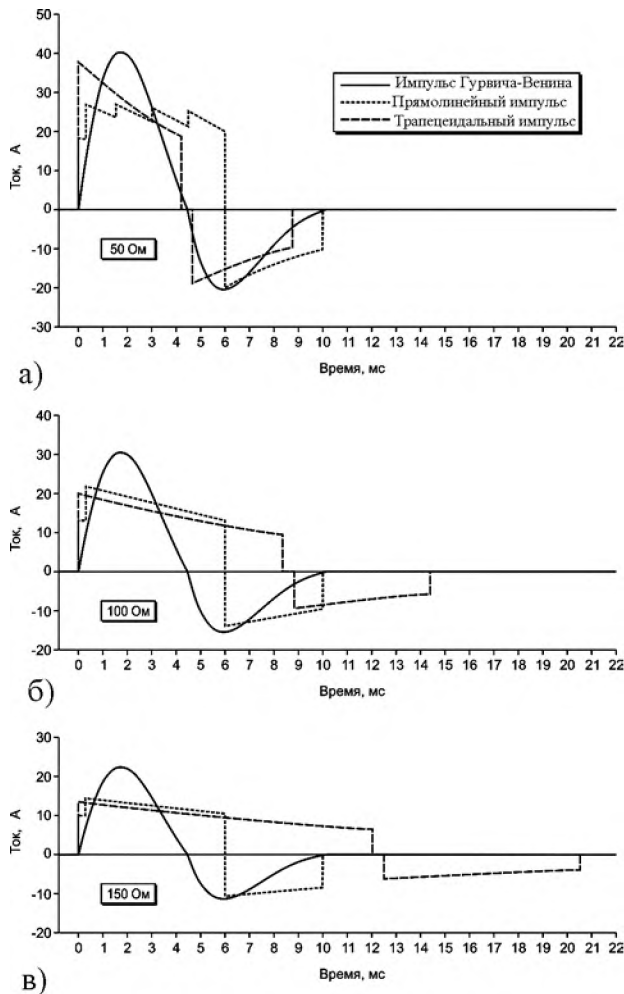 50
40
30
20
10
0
-10
-20
-30
Ток, А
Импульс Гурвича-Венина
Прямолинейный импульс
Трапецеидальный импульс
50 Ом
0 1 2 3 4 5 6 7 8 9 10 11 12 13 14 15 16 17 18 19 20 21 22
Время, мс
а)
40
30
20
10
0
-10
-20
Ток, А
100 Ом
0 1 2 3 4 5 6 7 8 9 10 11 12 13 14 15 16 17 18 19 20 21 22
Время, мс
б)
30
20
10
0
-10
-20
Ток, А
150 Ом
0 1 2 3 4 5 6 7 8 9 10 11 12 13 14 15 16 17 18 19 20 21 22
Время, мс
в)